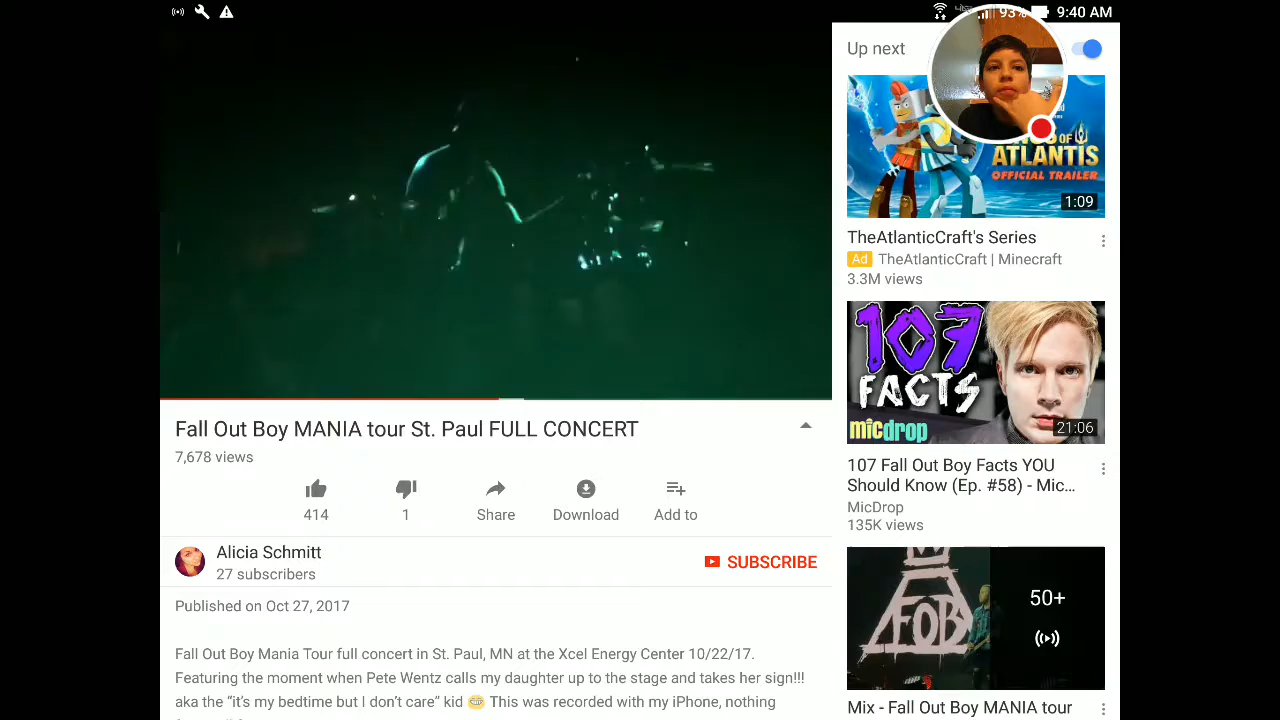 93%
9:40 AM
Up next
OF
ATLANTIS
OFFICIAL TRAILER
1:09
TheAtlanticCraft's Series
Ad TheAtlanticCraft | Minecraft
3.3M views
107
FACTS
micdrop
21:06
107 Fall Out Boy Facts YOU
Should Know (Ep. #58) - Mic...
MicDrop
135K views
FOB
50+
Mix - Fall Out Boy MANIA tour
Fall Out Boy MANIA tour St. Paul FULL CONCERT
7,678 views
414
1
Share
Download
Add to
Alicia Schmitt
27 subscribers
SUBSCRIBE
Published on Oct 27, 2017
Fall Out Boy Mania Tour full concert in St. Paul, MN at the Xcel Energy Center 10/22/17.
Featuring the moment when Pete Wentz calls my daughter up to the stage and takes her sign!!!
aka the "it's my bedtime but I don't care" kid 😁 This was recorded with my iPhone, nothing